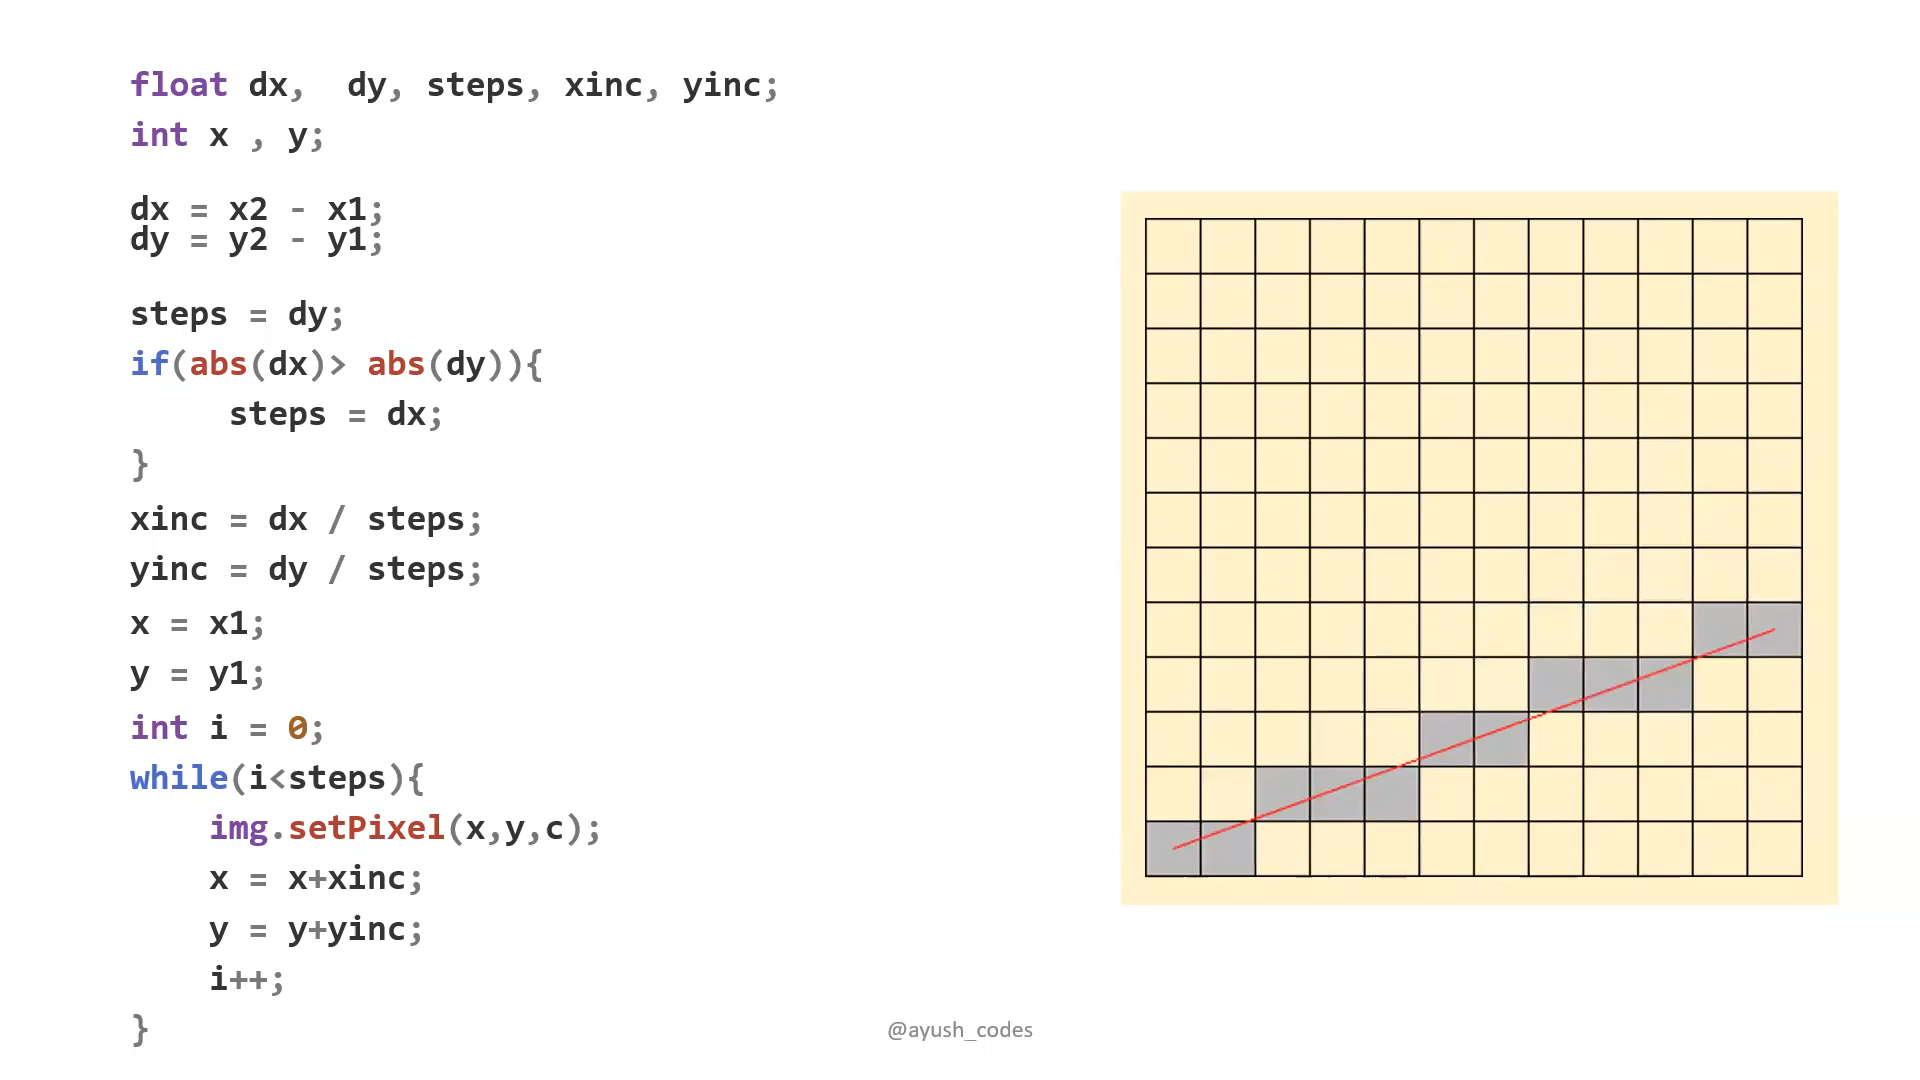 float dx,  dy, steps, xinc, yinc;
int x , y;
dx = x2 - x1;
dy = y2 - y1;
steps = dy;
if(abs(dx)> abs(dy)){
     steps = dx;
}
xinc = dx / steps;
yinc = dy / steps;
x = x1;
y = y1;
int i = 0;
while(i<steps){
    img.setPixel(x,y,c);
    x = x+xinc;
    y = y+yinc;
    i++;
}
@ayush_codes